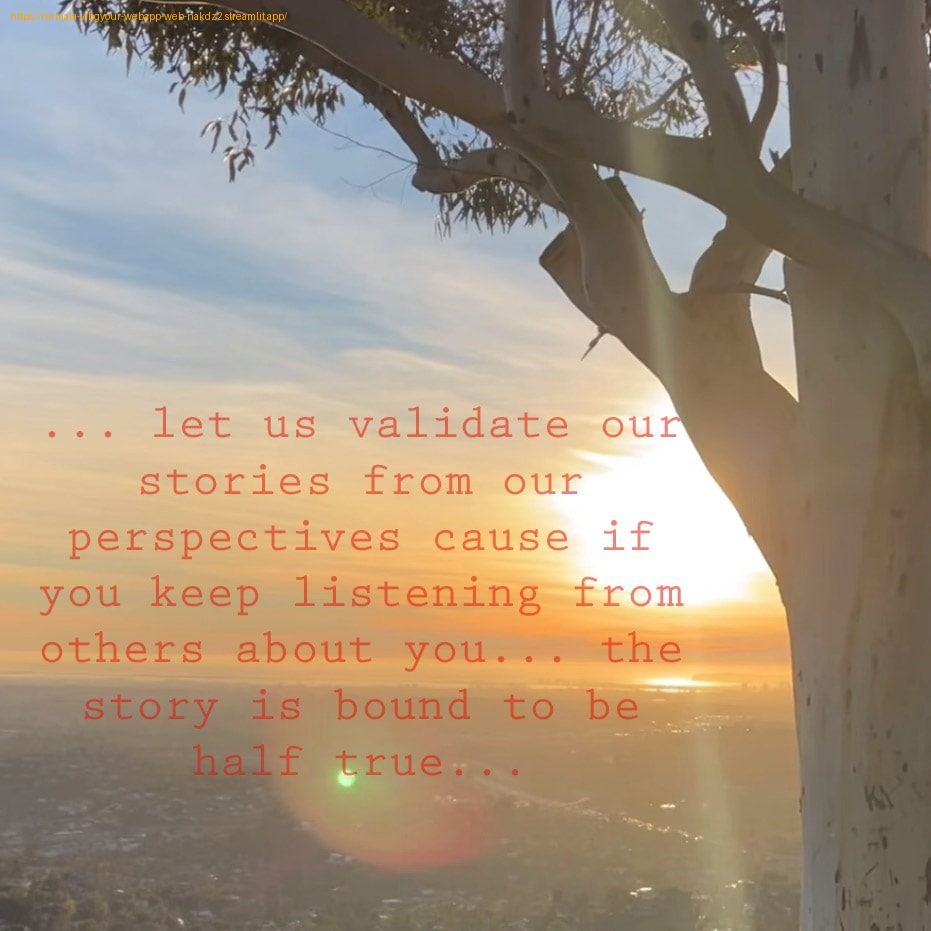 ... let us validate our
stories from our
perspectives cause if
you keep listening from
others about you... the
story is bound to be
half true...